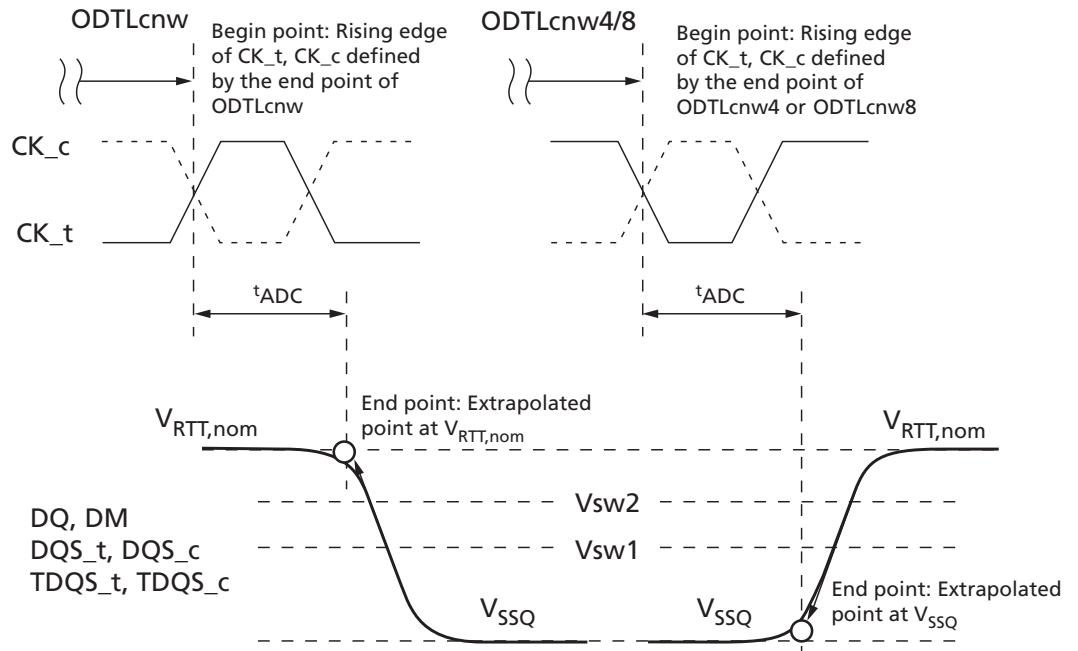 ODTLcnw
Begin point: Rising edge
of CK_t, CK_c defined
by the end point of
ODTLcnw
ODTLcnw4/8
Begin point: Rising edge
of CK_t, CK_c defined
by the end point of
ODTLcnw4 or ODTLcnw8
CK_c
CK_t
tADC
tADC
End point: Extrapolated
point at VRTT,nom
VRTT,nom
VRTT,nom
Vsw2
DQ, DM
DQS_t, DQS_c
TDQS_t, TDQS_c
Vsw1
VSSQ
VSSQ
End point: Extrapolated
point at VSSQ